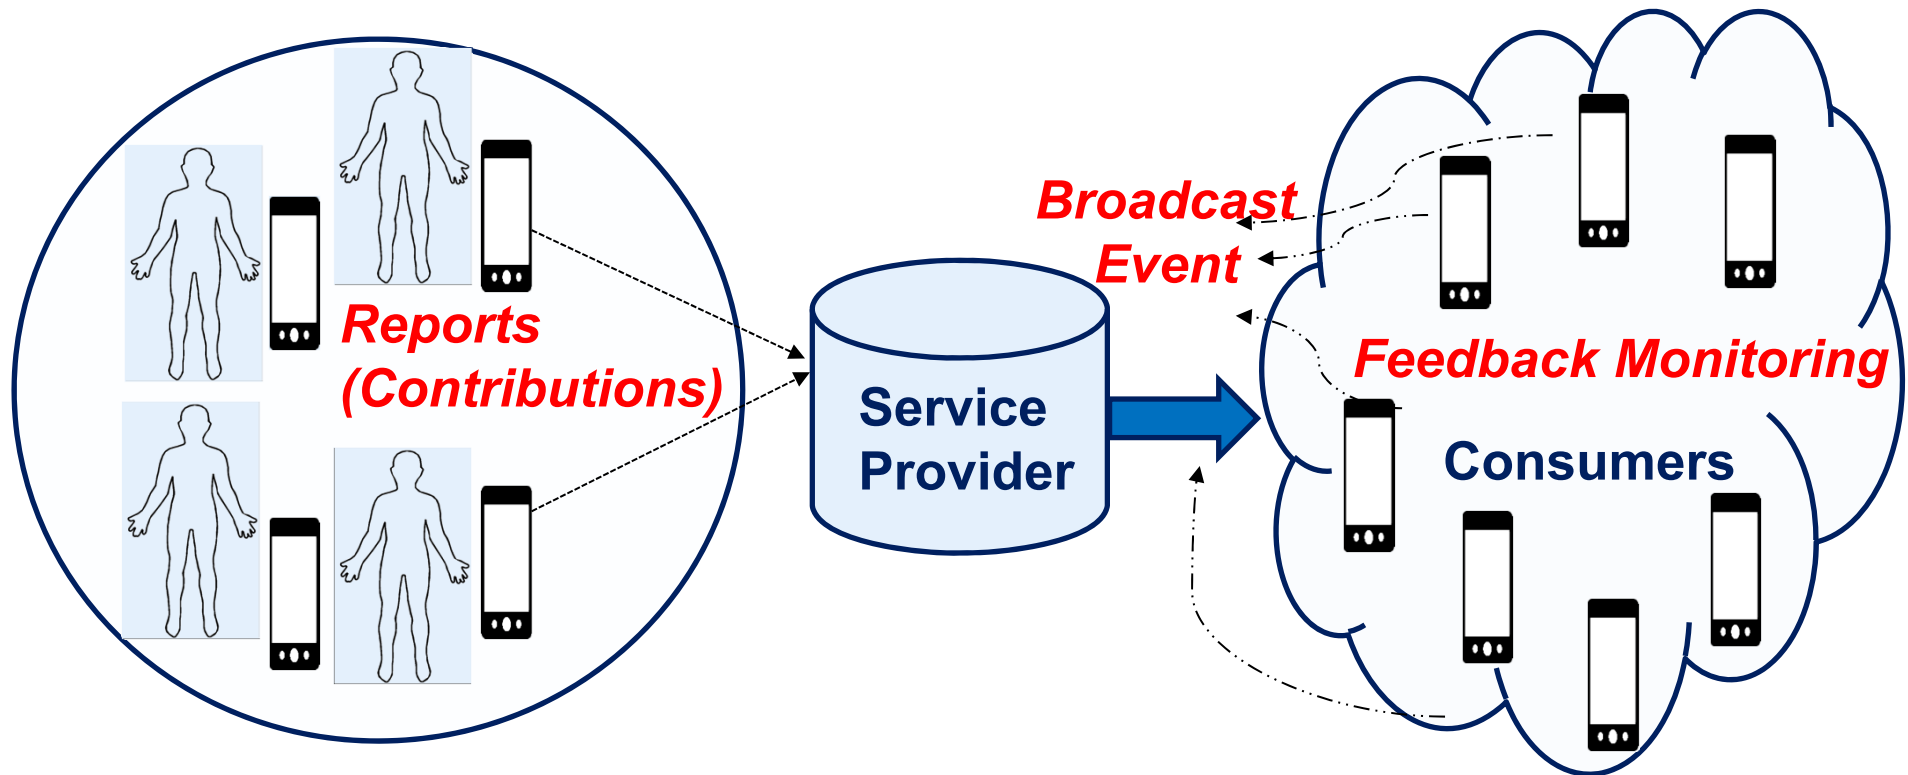 Reports
(Contributions)
Service
Provider
Broadcast
Event
Feedback Monitoring
Consumers